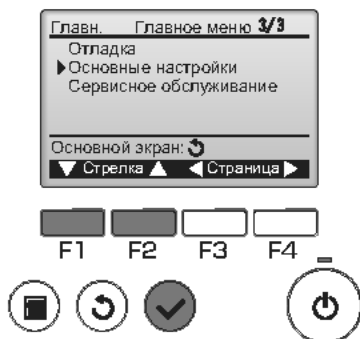 Главн. Главное меню 3/3
Отладка
▶Основные настройки
Сервисное обслуживание
Основной экран:
▼ Стрелка ▲ ◀ Страница ▶
F1 F2 F3 F4